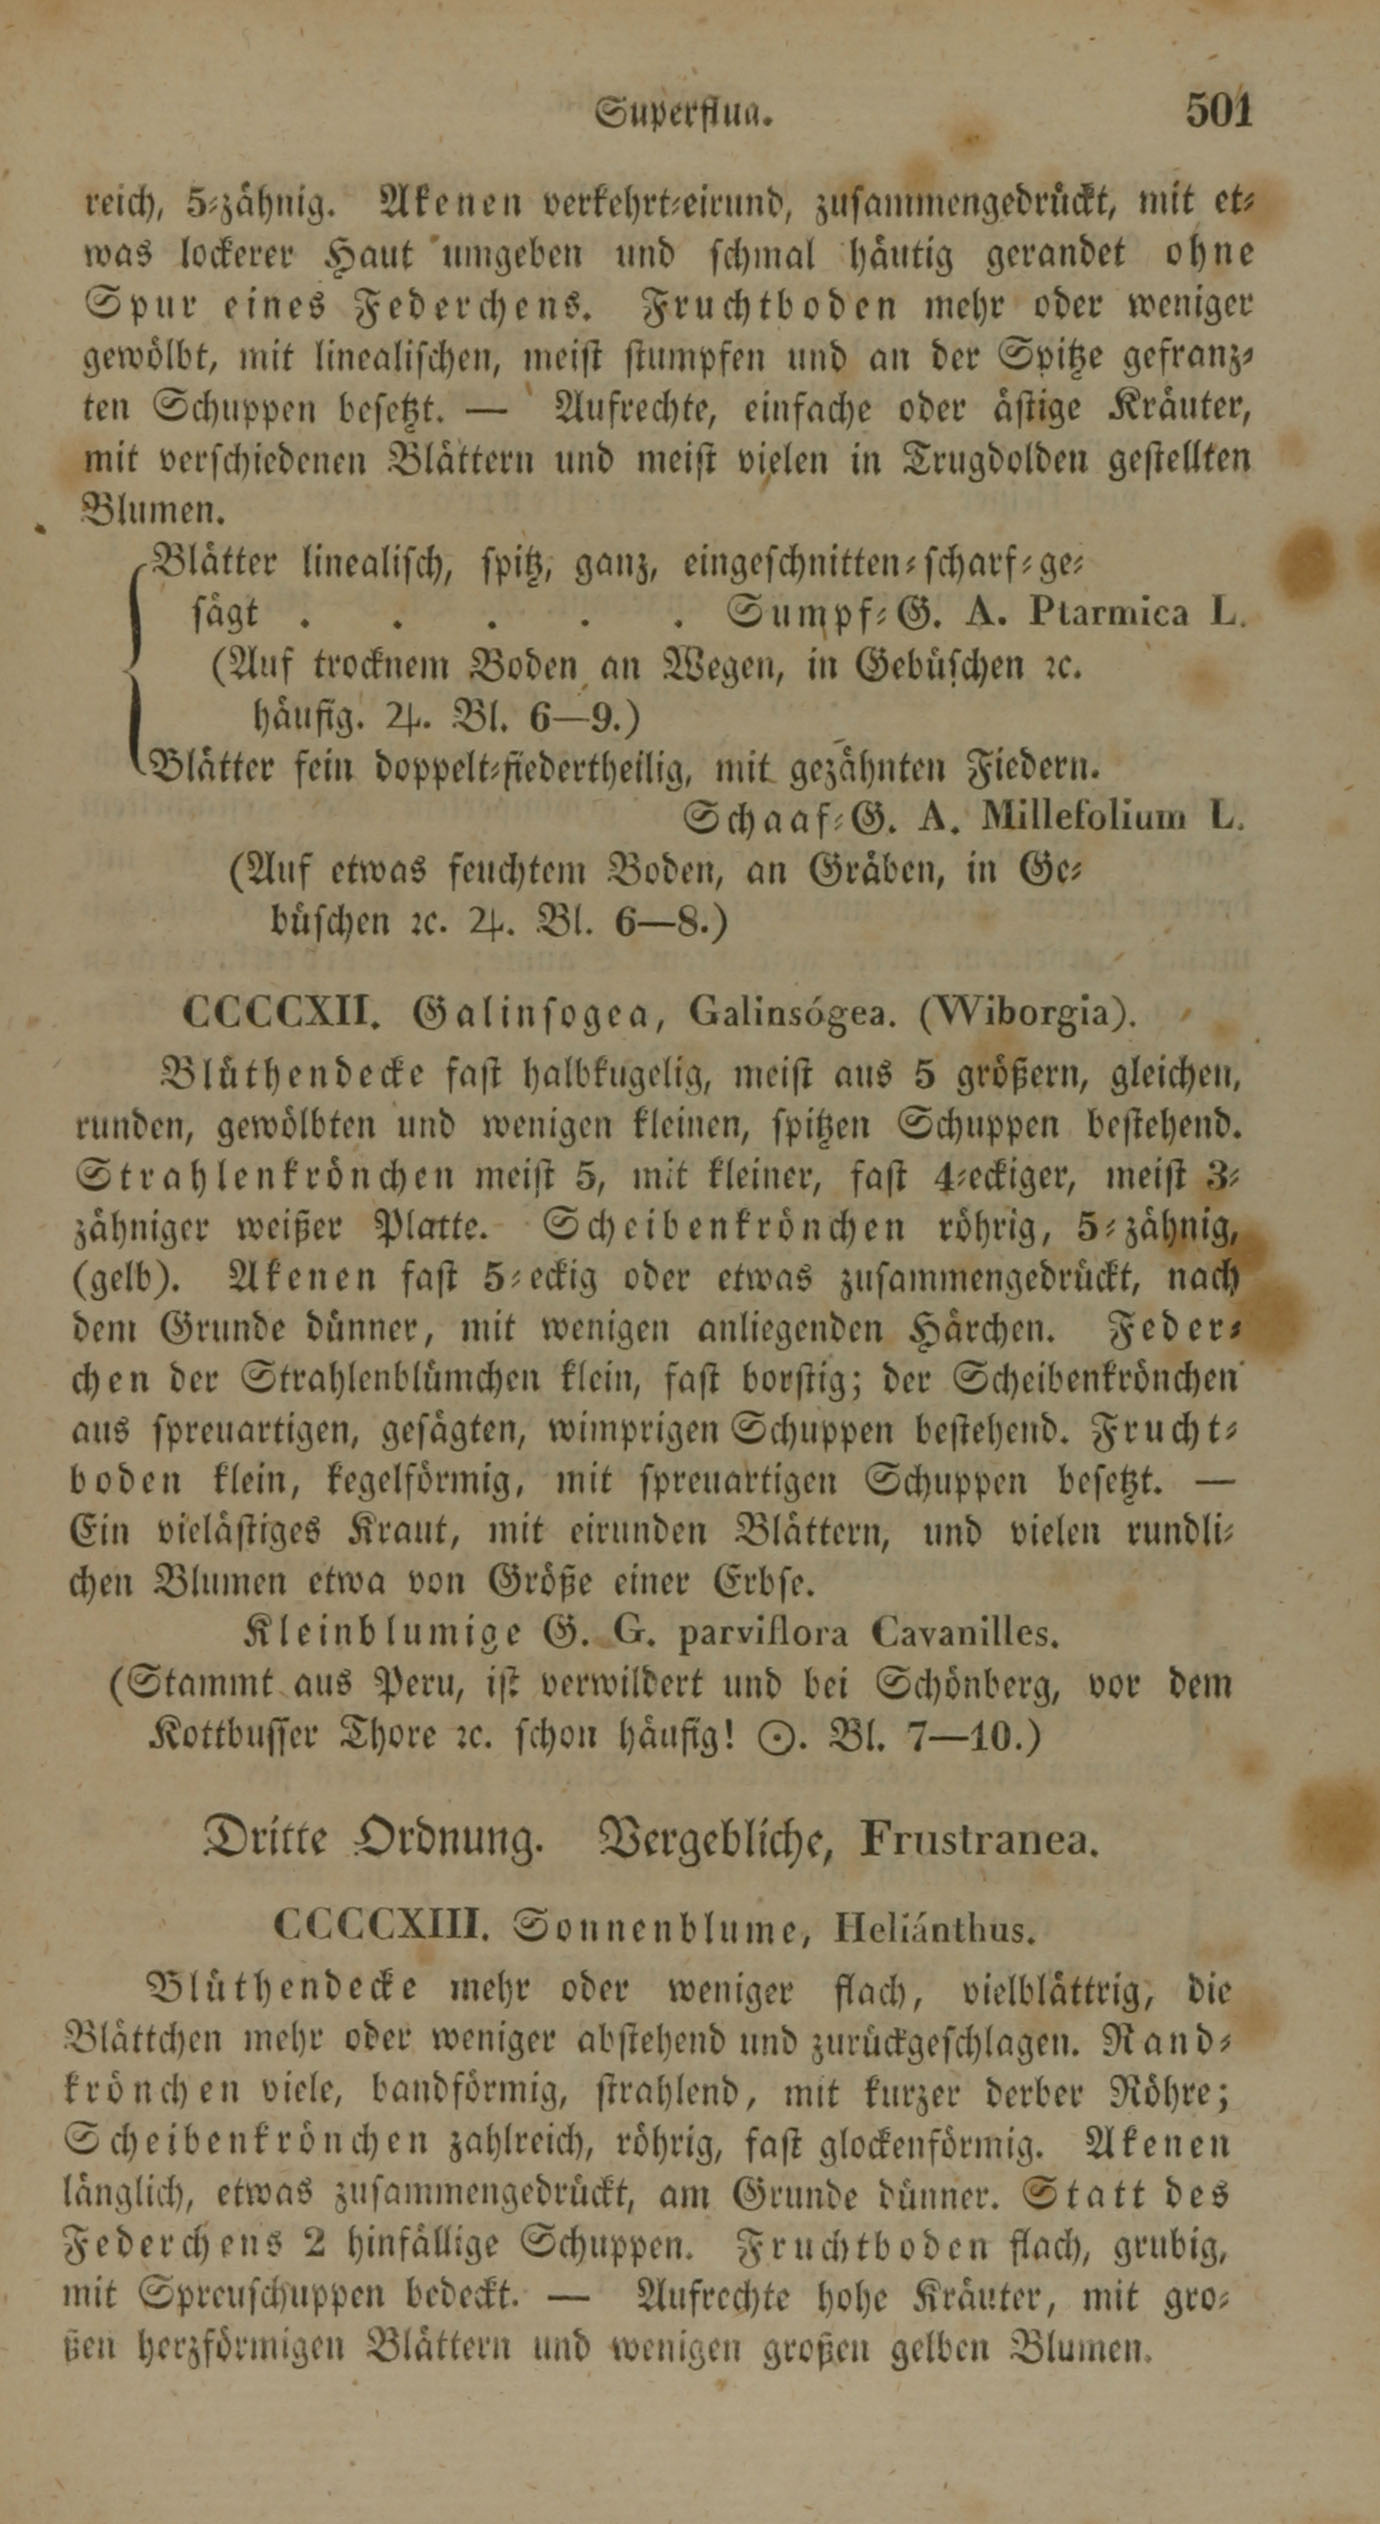 Superflua. 501
reich, 5-zähnig. Akenen verkehrt-eirund, zusammengedrückt, mit et-
was lockerer Haut umgeben und schmal häutig gerandet ohne
Spur eines Federchens. Fruchtboden mehr oder weniger
gewölbt, mit linealischen, meist stumpfen und an der Spitze gefranz-
ten Schuppen besetzt. — Aufrechte, einfache oder ästige Kräuter,
mit verschiedenen Blättern und meist vielen in Trugdolden gestellten
Blumen.
Blätter linealisch, spitz, ganz, eingeschnitten-scharf-ge-
sägt . . . . . Sumpf-G. A. Ptarmica L.
(Auf trocknem Boden an Wegen, in Gebüschen ꝛc.
häufig. ♃. Bl. 6—9.)
Blätter fein doppelt-fiedertheilig, mit gezähnten Fiedern.
Schaaf-G. A. Millefolium L.
(Auf etwas feuchtem Boden, an Gräben, in Ge-
büschen ꝛc. ♃. Bl. 6—8.)
CCCCXII. Galinsogea, Galinsógea. (Wiborgia).
Blüthendecke fast halbkugelig, meist aus 5 größern, gleichen,
runden, gewölbten und wenigen kleinen, spitzen Schuppen bestehend.
Strahlenkrönchen meist 5, mit kleiner, fast 4-eckiger, meist 3-
zähniger weißer Platte. Scheibenkrönchen röhrig, 5-zähnig,
(gelb). Akenen fast 5-eckig oder etwas zusammengedrückt, nach
dem Grunde dünner, mit wenigen anliegenden Härchen. Feder-
chen der Strahlenblümchen klein, fast borstig; der Scheibenkrönchen
aus spreuartigen, gesägten, wimprigen Schuppen bestehend. Frucht-
boden klein, kegelförmig, mit spreuartigen Schuppen besetzt. —
Ein vielästiges Kraut, mit eirunden Blättern, und vielen rundli-
chen Blumen etwa von Größe einer Erbse.
Kleinblumige G. G. parviflora Cavanilles.
(Stammt aus Peru, ist verwildert und bei Schönberg, vor dem
Kottbusser Thore ꝛc. schon häufig! ☉. Bl. 7—10.)
Dritte Ordnung. Vergebliche, Frustranea.
CCCCXIII. Sonnenblume, Heliánthus.
Blüthendecke mehr oder weniger flach, vielblättrig, die
Blättchen mehr oder weniger abstehend und zurückgeschlagen. Rand-
krönchen viele, bandförmig, strahlend, mit kurzer derber Röhre;
Scheibenkrönchen zahlreich, röhrig, fast glockenförmig. Akenen
länglich, etwas zusammengedrückt, am Grunde dünner. Statt des
Federchens 2 hinfällige Schuppen. Fruchtboden flach, grubig,
mit Spreuschuppen bedeckt. — Aufrechte hohe Kräuter, mit gro-
ßen herzförmigen Blättern und wenigen großen gelben Blumen.